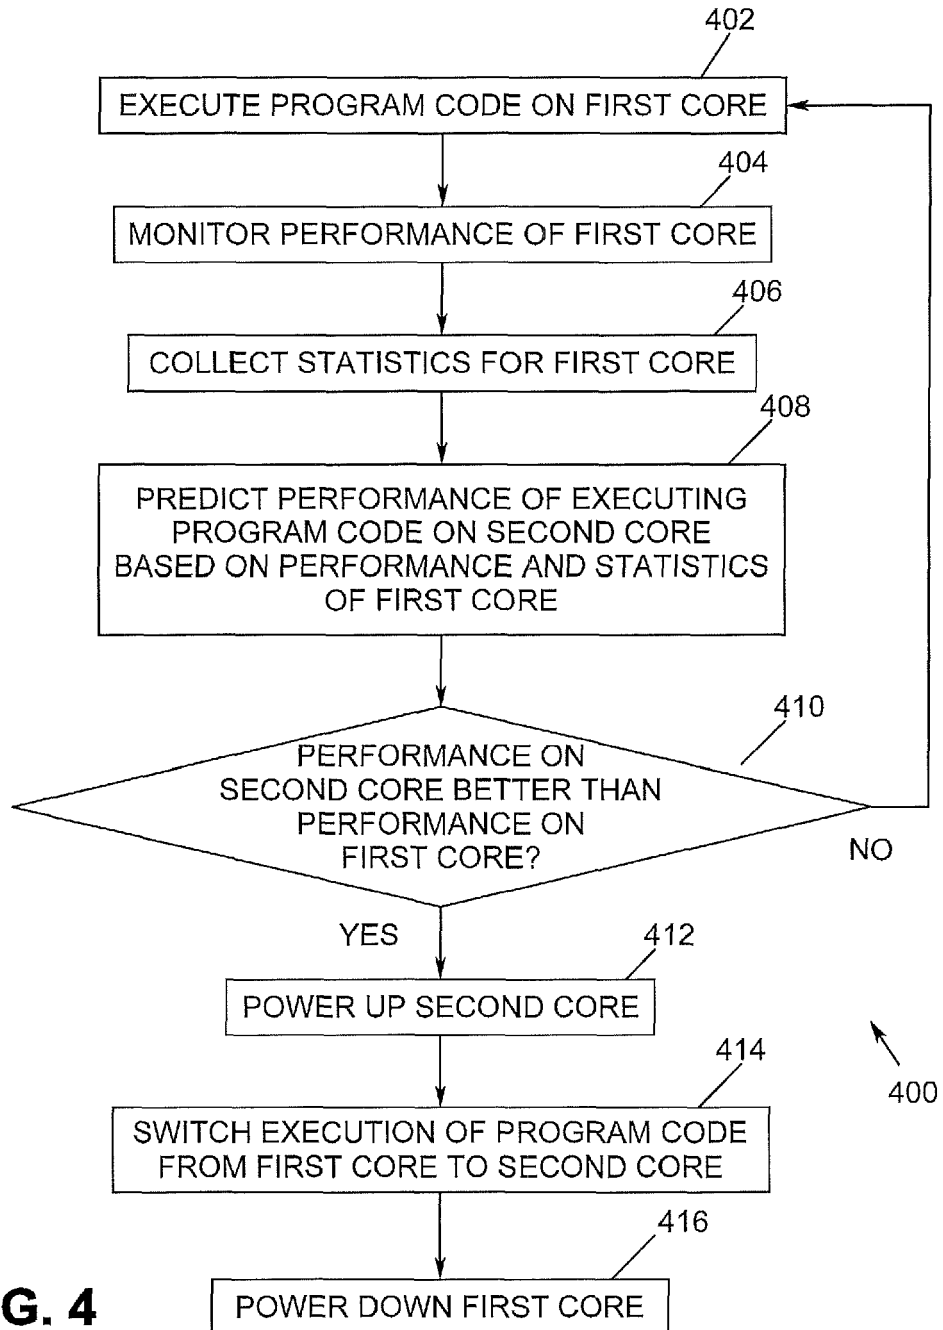 402
EXECUTE PROGRAM CODE ON FIRST CORE
404
MONITOR PERFORMANCE OF FIRST CORE
406
COLLECT STATISTICS FOR FIRST CORE
408
PREDICT PERFORMANCE OF EXECUTING
PROGRAM CODE ON SECOND CORE
BASED ON PERFORMANCE AND STATISTICS
OF FIRST CORE
410
PERFORMANCE ON
SECOND CORE BETTER THAN
PERFORMANCE ON
FIRST CORE?
NO
YES
412
POWER UP SECOND CORE
414
400
SWITCH EXECUTION OF PROGRAM CODE
FROM FIRST CORE TO SECOND CORE
416
POWER DOWN FIRST CORE
G. 4